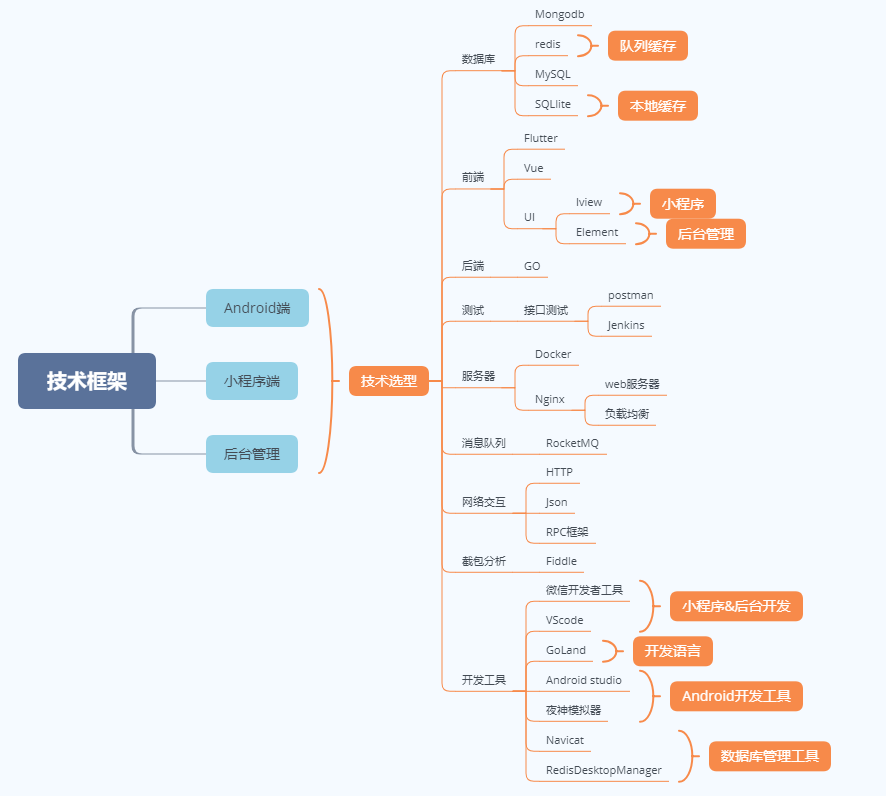 技术框架
Android端
小程序端
后台管理
技术选型
数据库
Mongodb
redis
队列缓存
MySQL
SQLlite
本地缓存
前端
Flutter
Vue
UI
Iview
小程序
Element
后台管理
后端
GO
测试
接口测试
postman
Jenkins
服务器
Docker
Nginx
web服务器
负载均衡
消息队列
RocketMQ
网络交互
HTTP
Json
RPC框架
截包分析
Fiddle
开发工具
微信开发者工具
VScode
小程序&后台开发
GoLand
开发语言
Android studio
夜神模拟器
Android开发工具
Navicat
RedisDesktopManager
数据库管理工具